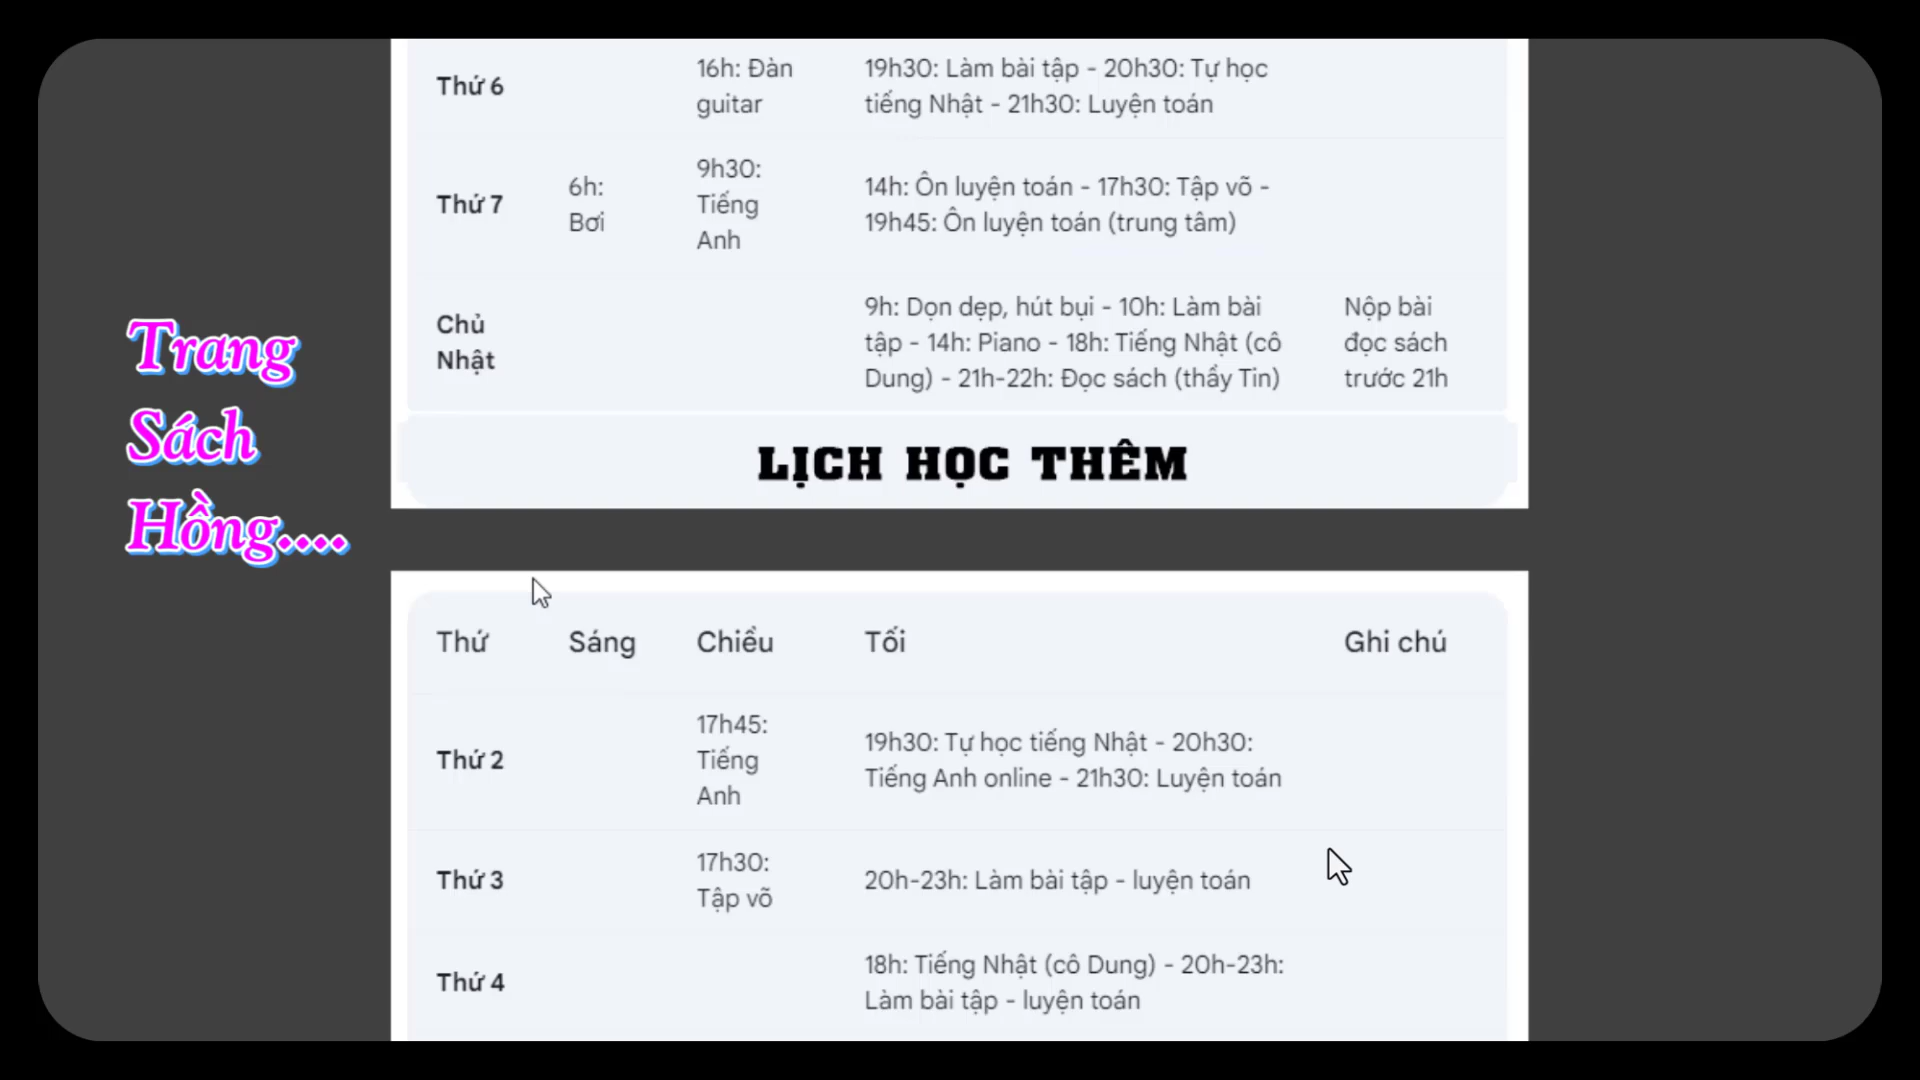 Trang
Sách
Hồng....
Thứ 6
16h: Đàn
guitar
19h30: Làm bài tập - 20h30: Tự học
tiếng Nhật - 21h30: Luyện toán
Thứ 7
6h:
Bơi
9h30:
Tiếng
Anh
14h: Ôn luyện toán - 17h30: Tập võ -
19h45: Ôn luyện toán (trung tâm)
Chủ
Nhật
9h: Dọn dẹp, hút bụi - 10h: Làm bài
tập - 14h: Piano - 18h: Tiếng Nhật (cô
Dung) - 21h-22h: Đọc sách (thầy Tin)
Nộp bài
đọc sách
trước 21h
LỊCH HỌC THÊM
Thứ
Sáng
Chiều
Tối
Ghi chú
Thứ 2
17h45:
Tiếng
Anh
19h30: Tự học tiếng Nhật - 20h30:
Tiếng Anh online - 21h30: Luyện toán
Thứ 3
17h30:
Tập võ
20h-23h: Làm bài tập - luyện toán
Thứ 4
18h: Tiếng Nhật (cô Dung) - 20h-23h:
Làm bài tập - luyện toán